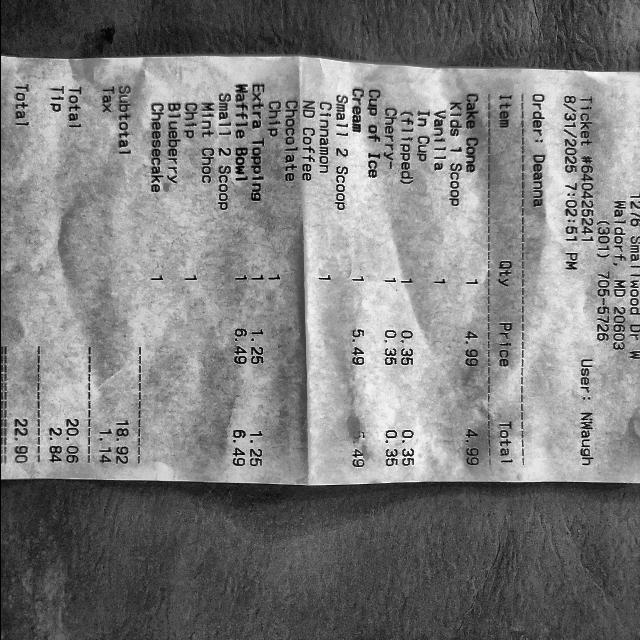 1276 Smallwood Dr W
Waldorf, MD 20603
(301) 705-5726
Ticket #640425241 User: NWaugh
8/31/2025 7:02:51 PM
Order: Deanna
Item Qty Price Total
Cake Cone 1 4.99 4.99
Kids 1 Scoop
Vanilla 1
In Cup
(flipped) 1 0.35 0.35
Cherry- 1 0.35 0.35
Cup of Ice
Cream 1 5.49 5.49
Small 2 Scoop
Cinnamon 1
ND Coffee
Chocolate
Chip 1
Extra Topping 1 1.25 1.25
Waffle Bowl 1 6.49 6.49
Small 2 Scoop
Mint Choc
Chip 1
Blueberry
Cheesecake 1
Subtotal 18.92
Tax 1.14
Total 20.06
Tip 2.84
Total 22.90